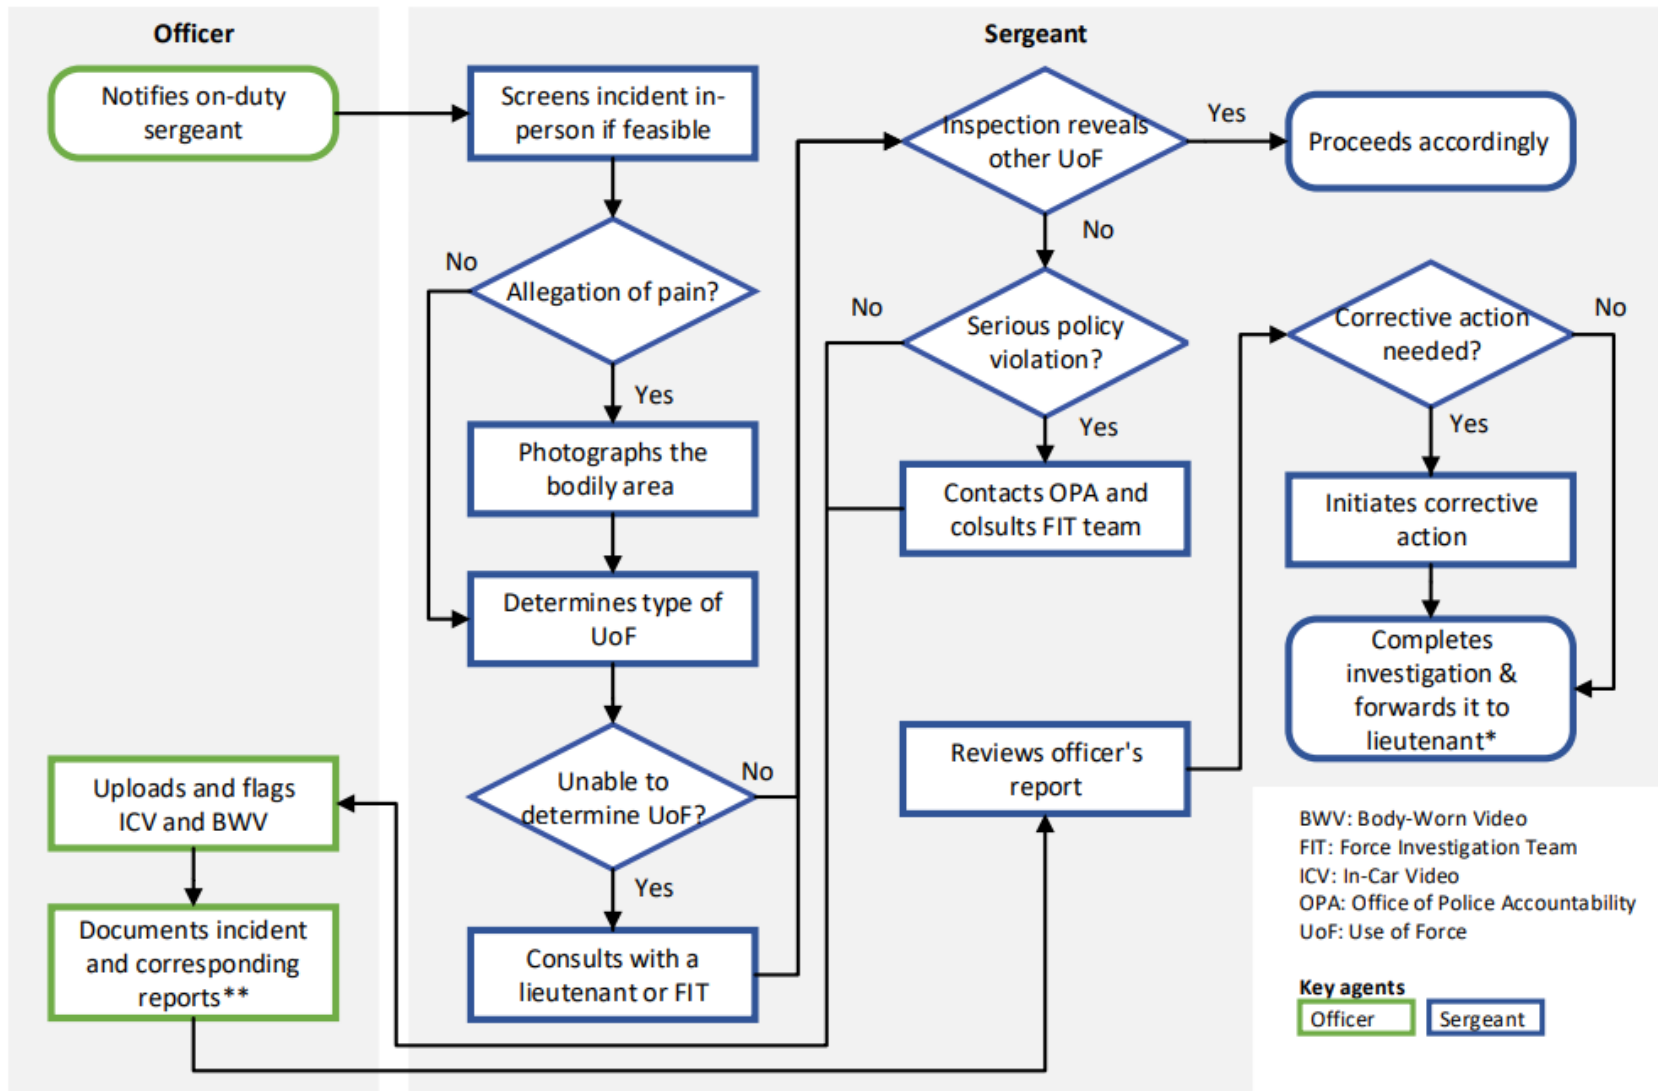 Officer
Sergeant
Notifies on-duty
sergeant
Screens incident in-
person if feasible
Allegation of pain?
No
Yes
Photographs the
bodily area
Determines type of
UoF
Unable to
determine UoF?
No
Yes
Consults with a
lieutenant or FIT
Inspection reveals
other UoF
Yes
Proceeds accordingly
No
Serious policy
violation?
No
Yes
Contacts OPA and
colsults FIT team
Uploads and flags
ICV and BWV
Documents incident
and corresponding
reports**
Reviews officer's
report
Corrective action
needed?
No
Yes
Initiates corrective
action
Completes
investigation &
forwards it to
lieutenant*
BWV: Body-Worn Video
FIT: Force Investigation Team
ICV: In-Car Video
OPA: Office of Police Accountability
UoF: Use of Force
Key agents
Officer
Sergeant